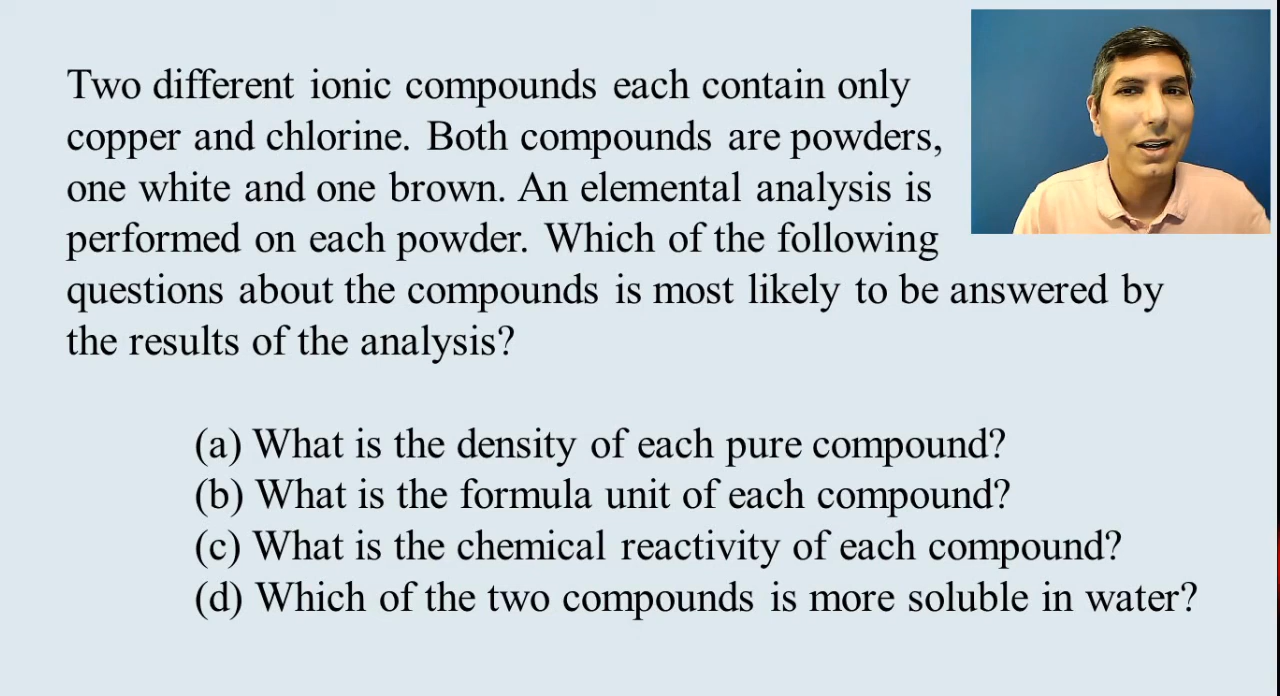 Two different ionic compounds each contain only
copper and chlorine. Both compounds are powders,
one white and one brown. An elemental analysis is
performed on each powder. Which of the following
questions about the compounds is most likely to be answered by
the results of the analysis?
(a) What is the density of each pure compound?
(b) What is the formula unit of each compound?
(c) What is the chemical reactivity of each compound?
(d) Which of the two compounds is more soluble in water?